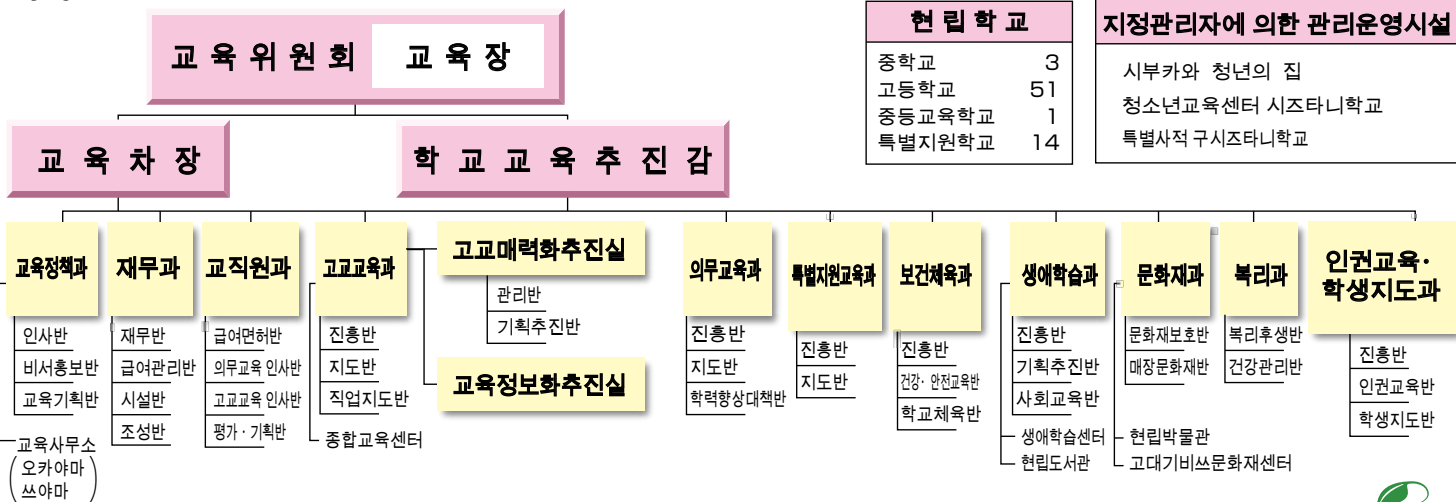 교육위원회 교육장
현립학교
중학교 3
고등학교 51
중등교육학교 1
특별지원학교 14
지정관리자에 의한 관리운영시설
시부카와 청년의 집
청소년교육센터 시즈타니학교
특별사적 구시즈타니학교
교육차장
학교교육추진감
교육정책과
인사반
비서홍보반
교육기획반
교육사무소
오카야마
쓰야마
재무과
재무반
급여관리반
시설반
조성반
교직원과
급여면허반
의무교육 인사반
고교교육 인사반
평가 · 기획반
고교교육과
진흥반
지도반
직업지도반
종합교육센터
고교매력화추진실
관리반
기획추진반
교육정보화추진실
의무교육과
진흥반
지도반
학력향상대책반
특별지원교육과
진흥반
지도반
보건체육과
진흥반
건강· 안전교육반
학교체육반
생애학습과
진흥반
기획추진반
사회교육반
생애학습센터
현립도서관
문화재과
문화재보호반
매장문화재반
현립박물관
고대기비쓰문화재센터
복리과
복리후생반
건강관리반
인권교육·
학생지도과
진흥반
인권교육반
학생지도반